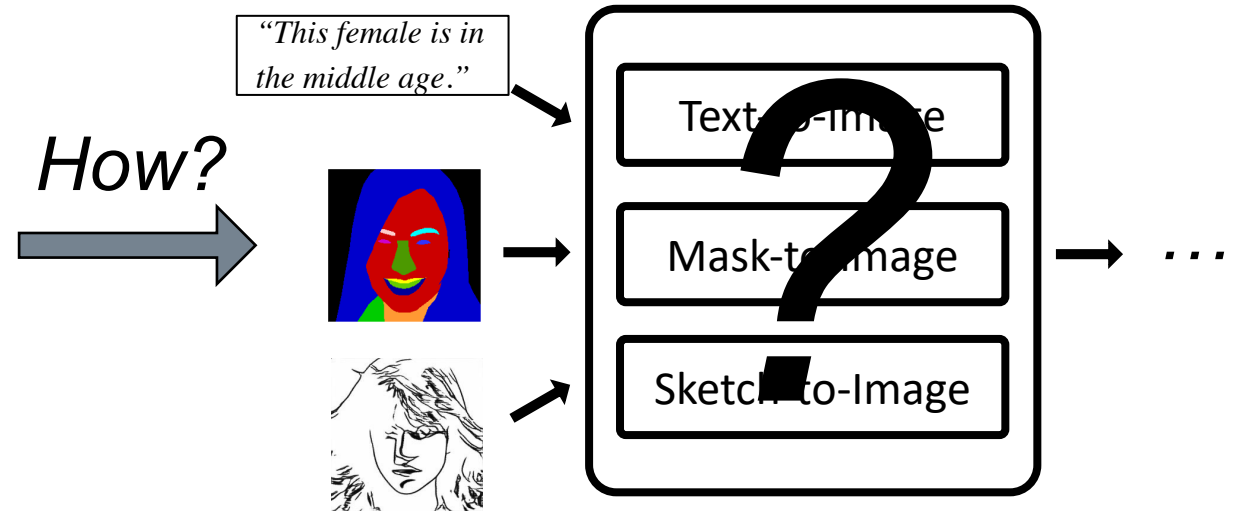 “This female is in
the middle age.”
How?
Text-to-Image
Mask-to-Image
Sketch-to-Image
?
...